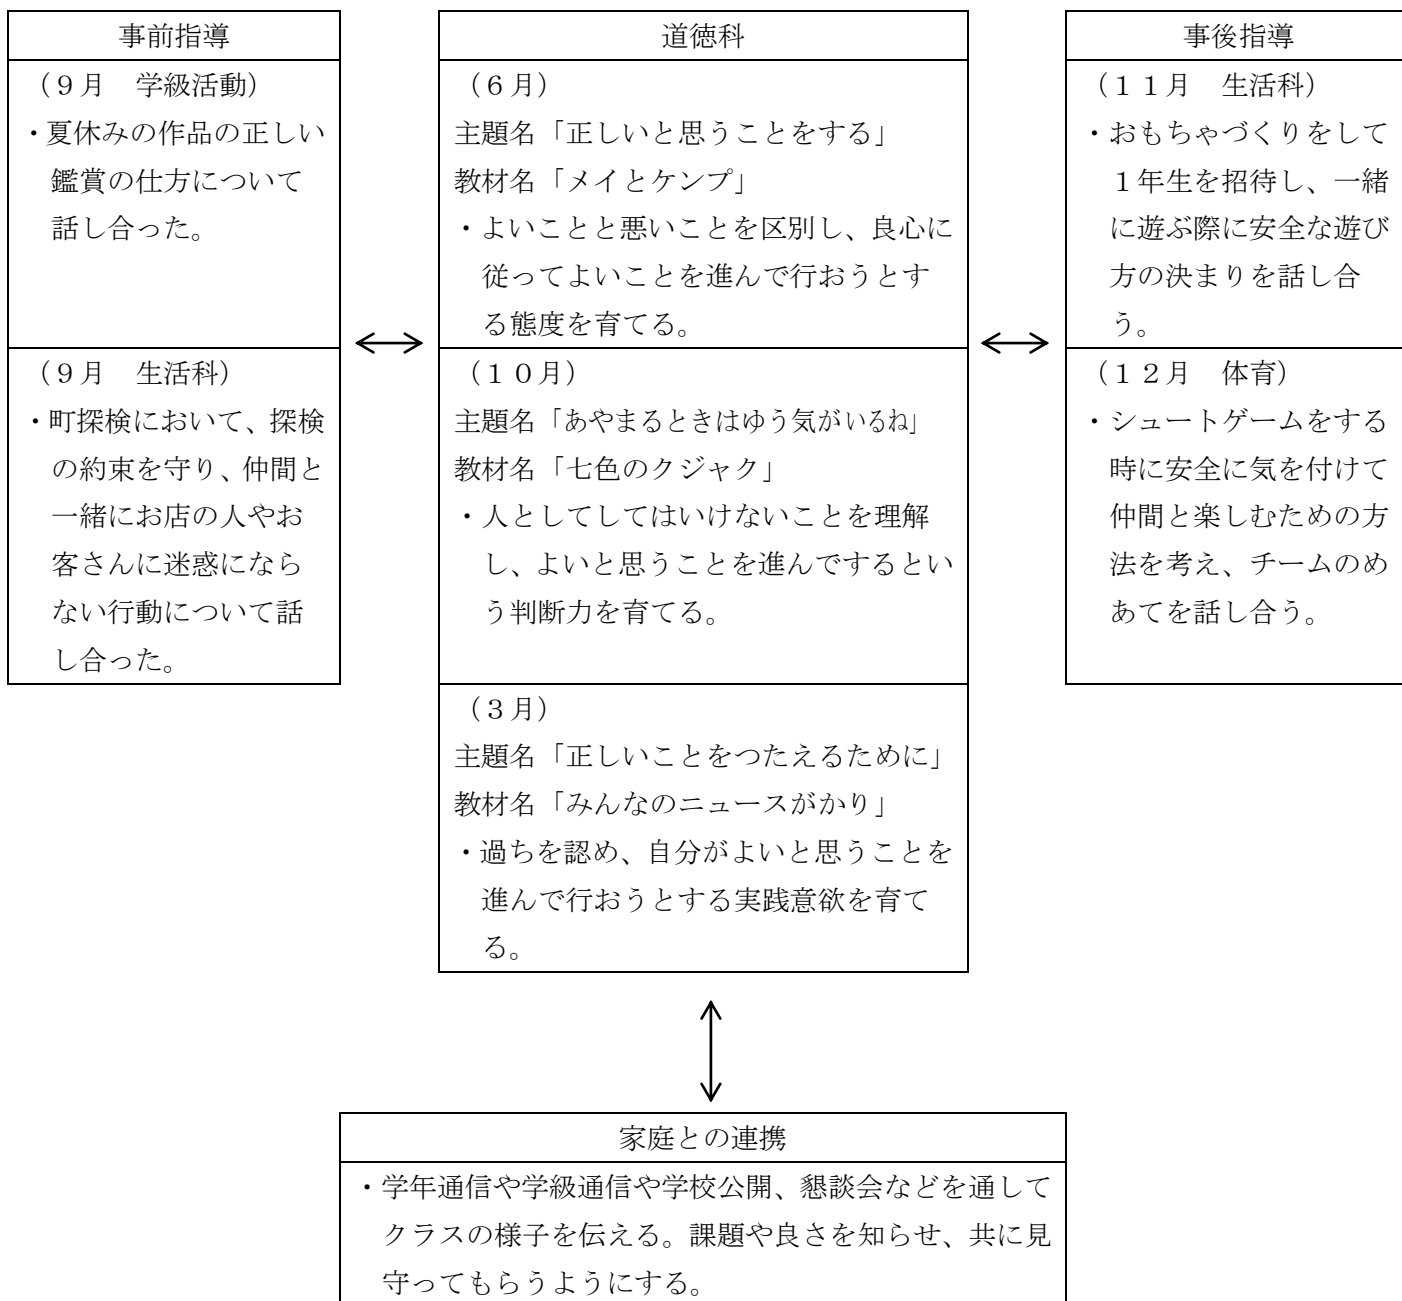 事前指導
(9月 学級活動)
・夏休みの作品の正しい
鑑賞の仕方について
話し合った。
(9月 生活科)
・町探検において、探検
の約束を守り、仲間と
一緒にお店の人やお
客さんに迷惑になら
ない行動について話
し合った。
道徳科
(6月)
主題名「正しいと思うことをする」
教材名「メイとケンプ」
・よいことと悪いことを区別し、良心に
従ってよいことを進んで行おうとす
る態度を育てる。
(10月)
主題名「あやまるときはゆう気がいるね」
教材名「七色のクジャク」
・人としてしてはいけないことを理解
し、よいと思うことを進んでするとい
う判断力を育てる。
(3月)
主題名「正しいことをつたえるために」
教材名「みんなのニュースがかり」
・過ちを認め、自分がよいと思うことを
進んで行おうとする実践意欲を育て
る。
事後指導
(11月 生活科)
・おもちゃづくりをして
1年生を招待し、一緒
に遊ぶ際に安全な遊び
方の決まりを話し合
う。
(12月 体育)
・シュートゲームをする
時に安全に気を付けて
仲間と楽しむための方
法を考え、チームのめ
あてを話し合う。
家庭との連携
・学年通信や学級通信や学校公開、懇談会などを通して
クラスの様子を伝える。課題や良さを知らせ、共に見
守ってもらうようにする。